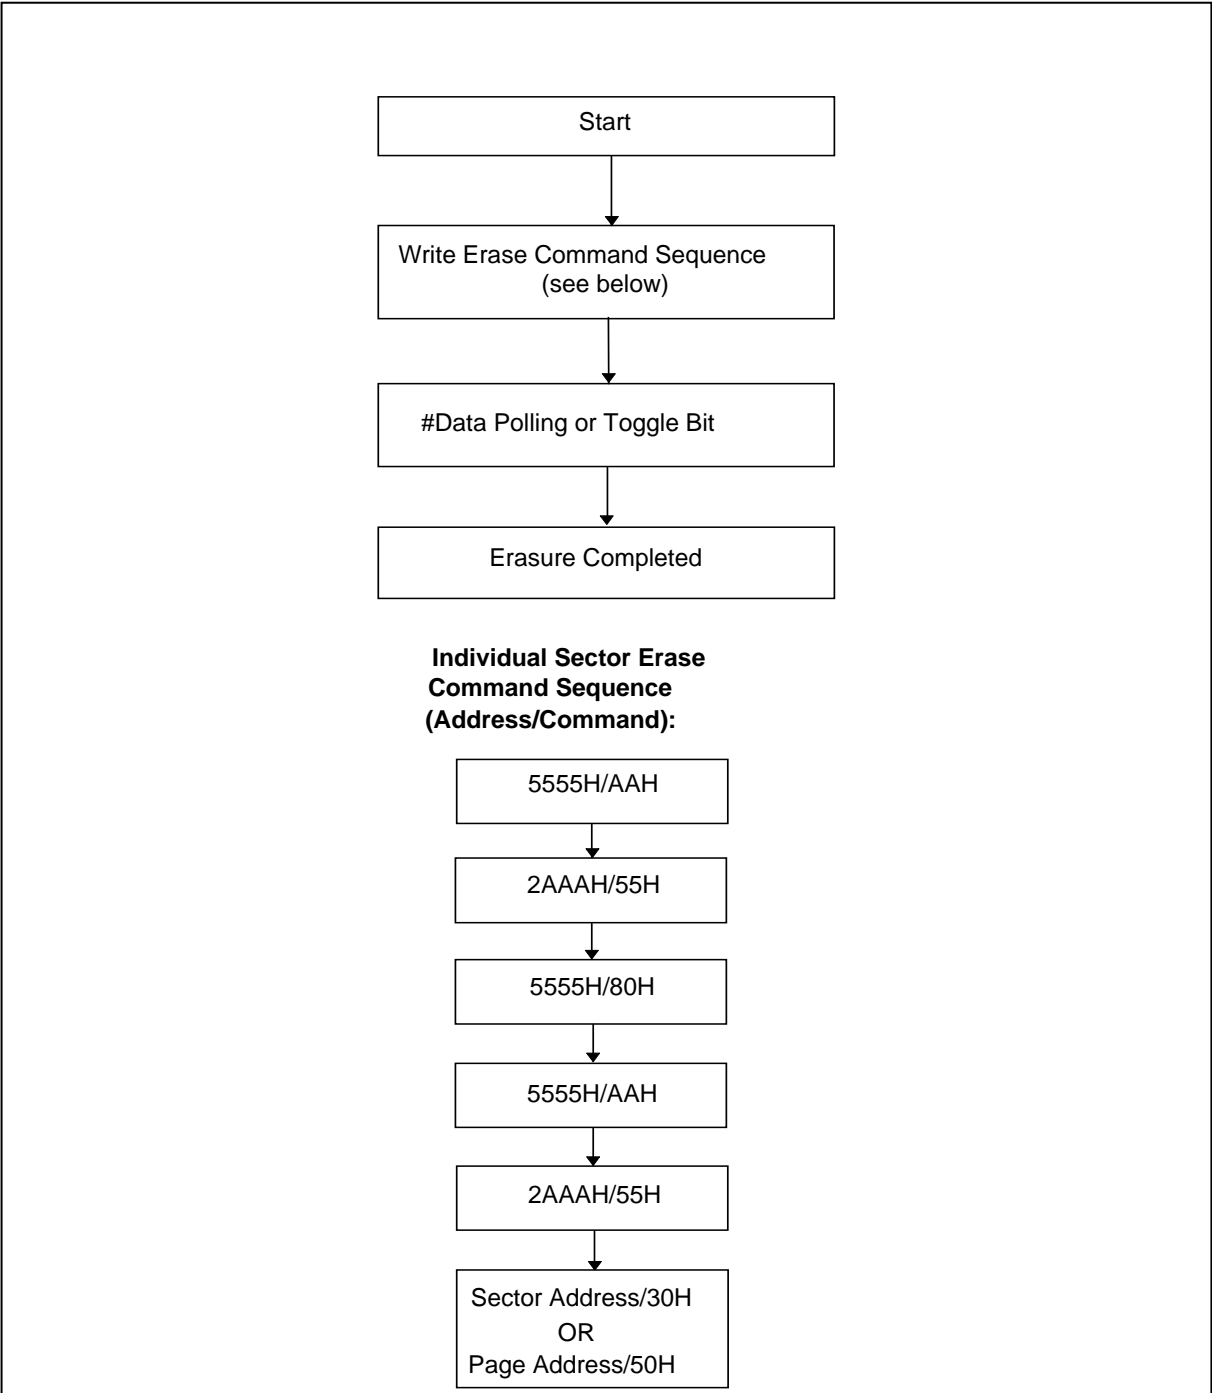 Start
Write Erase Command Sequence
(see below)
#Data Polling or Toggle Bit
Erasure Completed
Individual Sector Erase
Command Sequence
(Address/Command):
5555H/AAH
2AAAH/55H
5555H/80H
5555H/AAH
2AAAH/55H
Sector Address/30H
OR
Page Address/50H